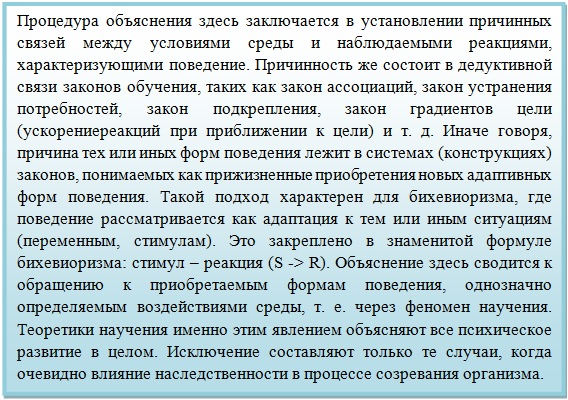 Процедура объяснения здесь заключается в установлении причинных
связей между условиями среды и наблюдаемыми реакциями,
характеризующими поведение. Причинность же состоит в дедуктивной
связи законов обучения, таких как закон ассоциаций, закон устранения
потребностей, закон подкрепления, закон градиентов цели
(ускорениереакций при приближении к цели) и т. д. Иначе говоря,
причина тех или иных форм поведения лежит в системах (конструкциях)
законов, понимаемых как прижизненные приобретения новых адаптивных
форм поведения. Такой подход характерен для бихевиоризма, где
поведение рассматривается как адаптация к тем или иным ситуациям
(переменным, стимулам). Это закреплено в знаменитой формуле
бихевиоризма: стимул – реакция (S -> R). Объяснение здесь сводится к
обращению к приобретаемым формам поведения, однозначно
определяемым воздействиями среды, т. е. через феномен научения.
Теоретики научения именно этим явлением объясняют все психическое
развитие в целом. Исключение составляют только те случаи, когда
очевидно влияние наследственности в процессе созревания организма.